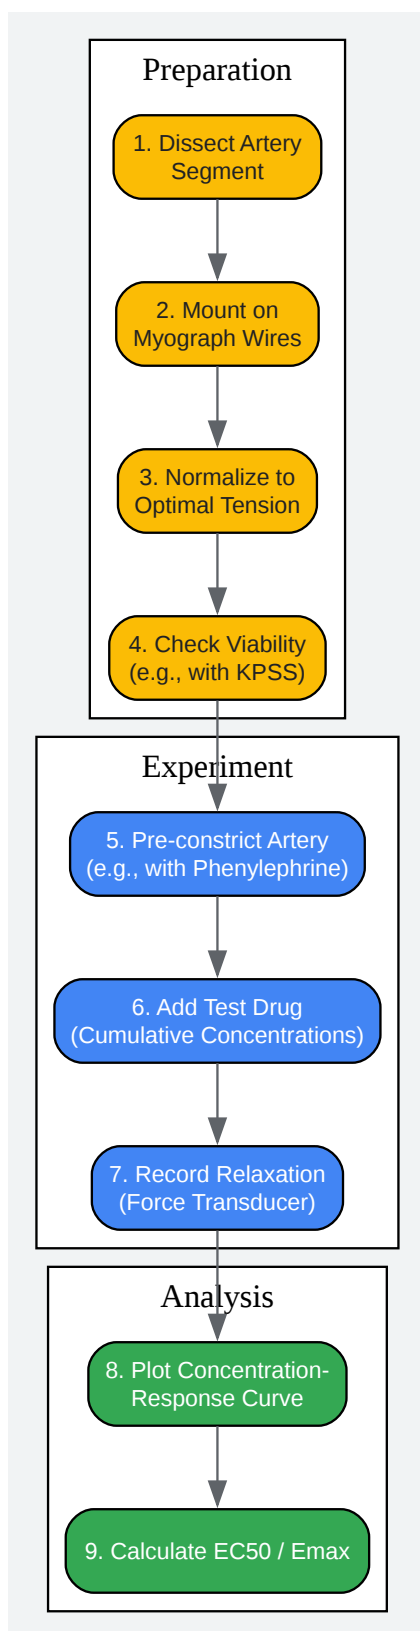 Preparation
1. Dissect Artery
Segment
2. Mount on
Myograph Wires
3. Normalize to
Optimal Tension
4. Check Viability
(e.g., with KPSS)
Experiment
5. Pre-constrict Artery
(e.g., with Phenylephrine)
6. Add Test Drug
(Cumulative Concentrations)
7. Record Relaxation
(Force Transducer)
Analysis
8. Plot Concentration-
Response Curve
9. Calculate EC50 / Emax